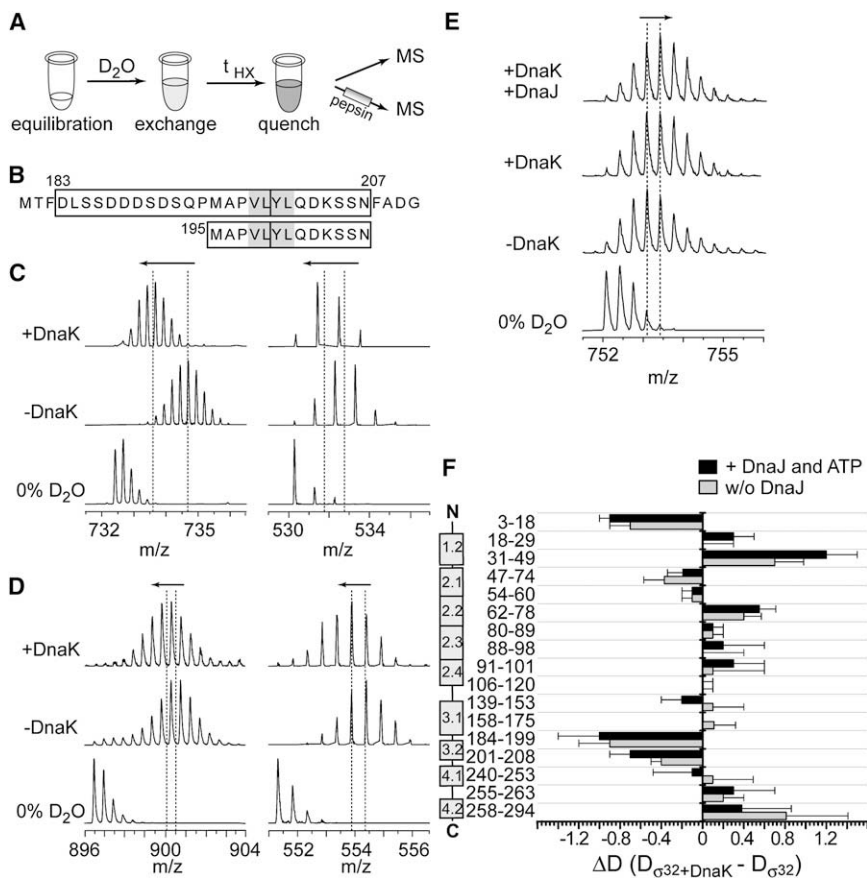 A
D2O
t HX
MS
pepsin
MS
equilibration
exchange
quench
B
183
207
MTFDLSSDDDSDSQPMAPVLYLQDKSSNFADG
195
MAPVLYLQDKSSN
C
+DnaK
-DnaK
0% D2O
732
735
530
534
m/z
m/z
D
+DnaK
-DnaK
0% D2O
896
900
904
552
554
556
m/z
m/z
E
+DnaK
+DnaJ
+DnaK
-DnaK
0% D2O
752
755
m/z
F
+ DnaJ and ATP
w/o DnaJ
N
1.2
2.1
2.2
2.3
2.4
3.1
3.2
4.1
4.2
C
3-18
18-29
31-49
47-74
54-60
62-78
80-89
88-98
91-101
106-120
139-153
158-175
184-199
201-208
240-253
255-263
258-294
-1.2 -0.8 -0.4 0 0.4 0.8 1.2
ΔD (Dσ32+DnaK - Dσ32)